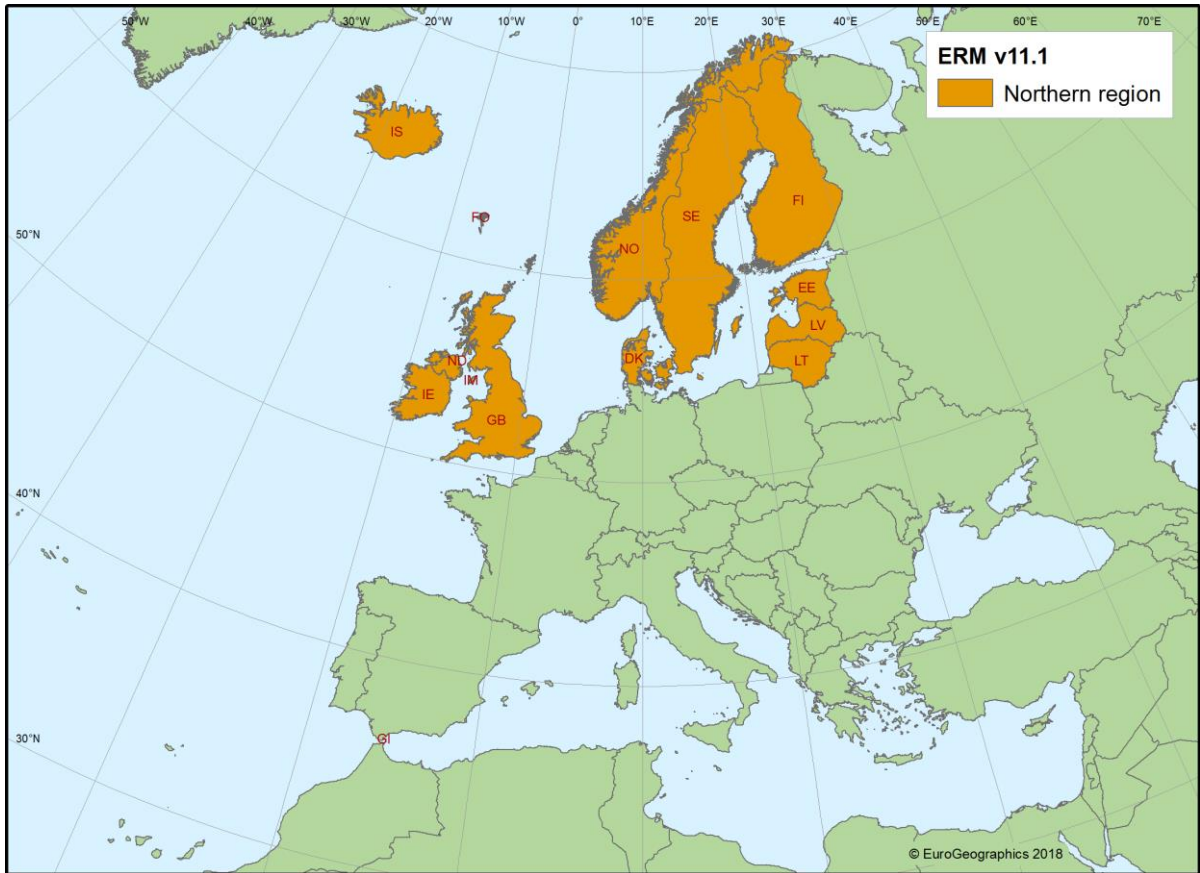 50°W 40°W 30°W 20°W 10°W 0° 10°E 20°E 30°E 40°E 50°E 60°E 70°E
ERM v11.1
Northern region
IS
FO
50°N
SE
FI
NO
EE
LV
DK
LT
ND
IM
IE
GB
40°N
30°N
GI
© EuroGeographics 2018